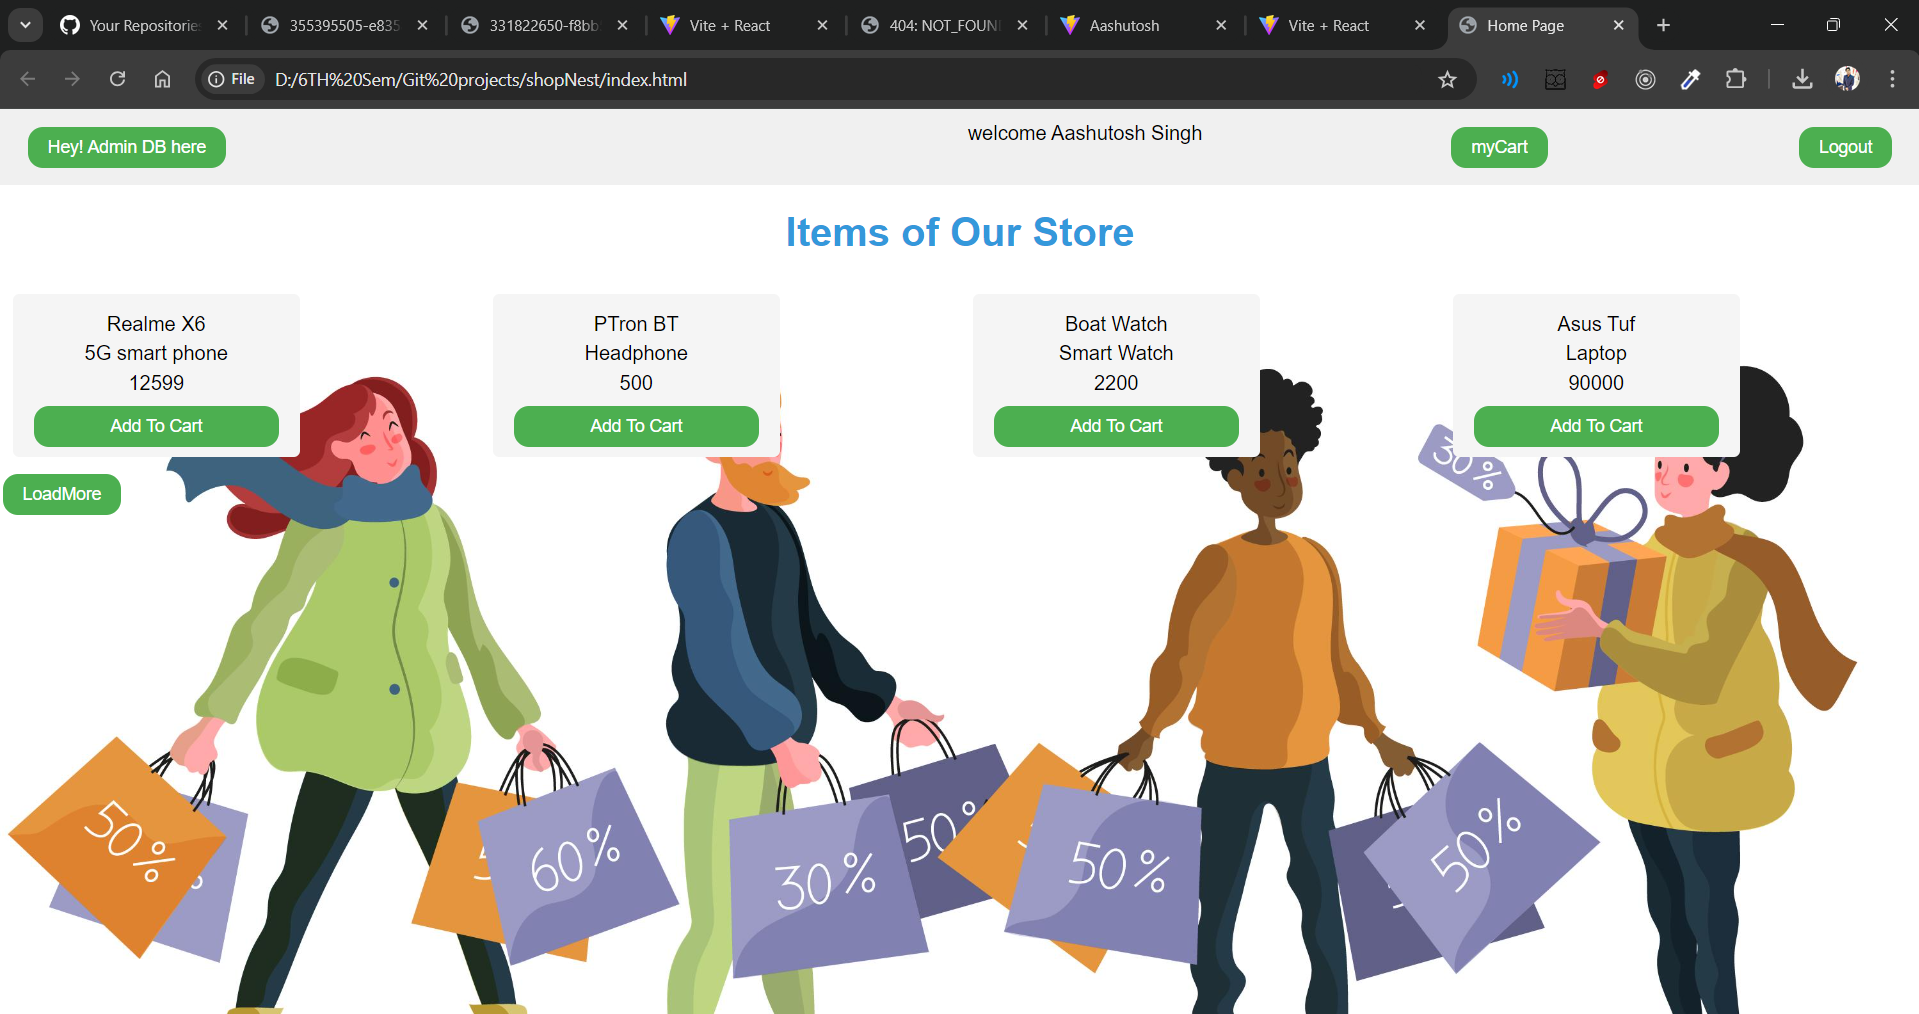 Your Repositories
355395505-e835
331822650-f8bb
Vite + React
404: NOT_FOUN
Aashutosh
Vite + React
Home Page
File
D:/6TH%20Sem/Git%20projects/shopNest/index.html
Hey! Admin DB here
welcome Aashutosh Singh
myCart
Logout
Items of Our Store
Realme X6
5G smart phone
12599
Add To Cart
PTron BT
Headphone
500
Add To Cart
Boat Watch
Smart Watch
2200
Add To Cart
Asus Tuf
Laptop
90000
Add To Cart
LoadMore
30%
50%
60%
30%
50%
50%
50%